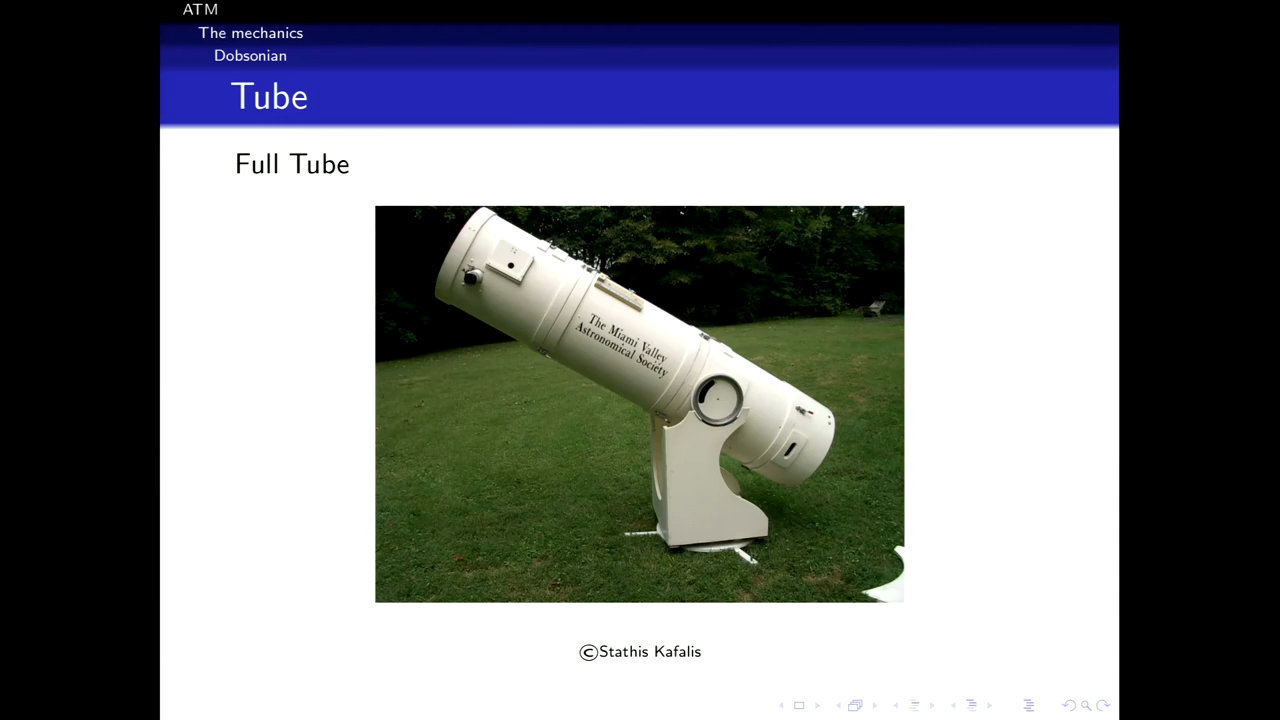 ATM
The mechanics
Dobsonian
Tube
Full Tube
The Miami Valley
Astronomical Society
©Stathis Kafalis